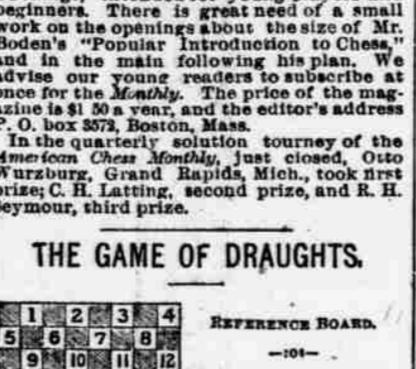 beginners. There is great need of a small
work on the openings about the size of Mr.
Boden's "Popular Introduction to Chess,"
and in the main following his plan. We
advise our young readers to subscribe at
once for the Monthly. The price of the mag-
azine is $1 50 a year, and the editor's address
P. O. box 3572, Boston, Mass.
In the quarterly solution tourney of the
American Chess Monthly, just closed, Otto
Wurzburg, Grand Rapids, Mich., took first
prize; C. H. Latting, second prize, and R. H.
Seymour, third prize.
THE GAME OF DRAUGHTS.
1 2 3 4
REFERENCE BOARD.
5 6 7 8
—:o:—
9 10 11 12